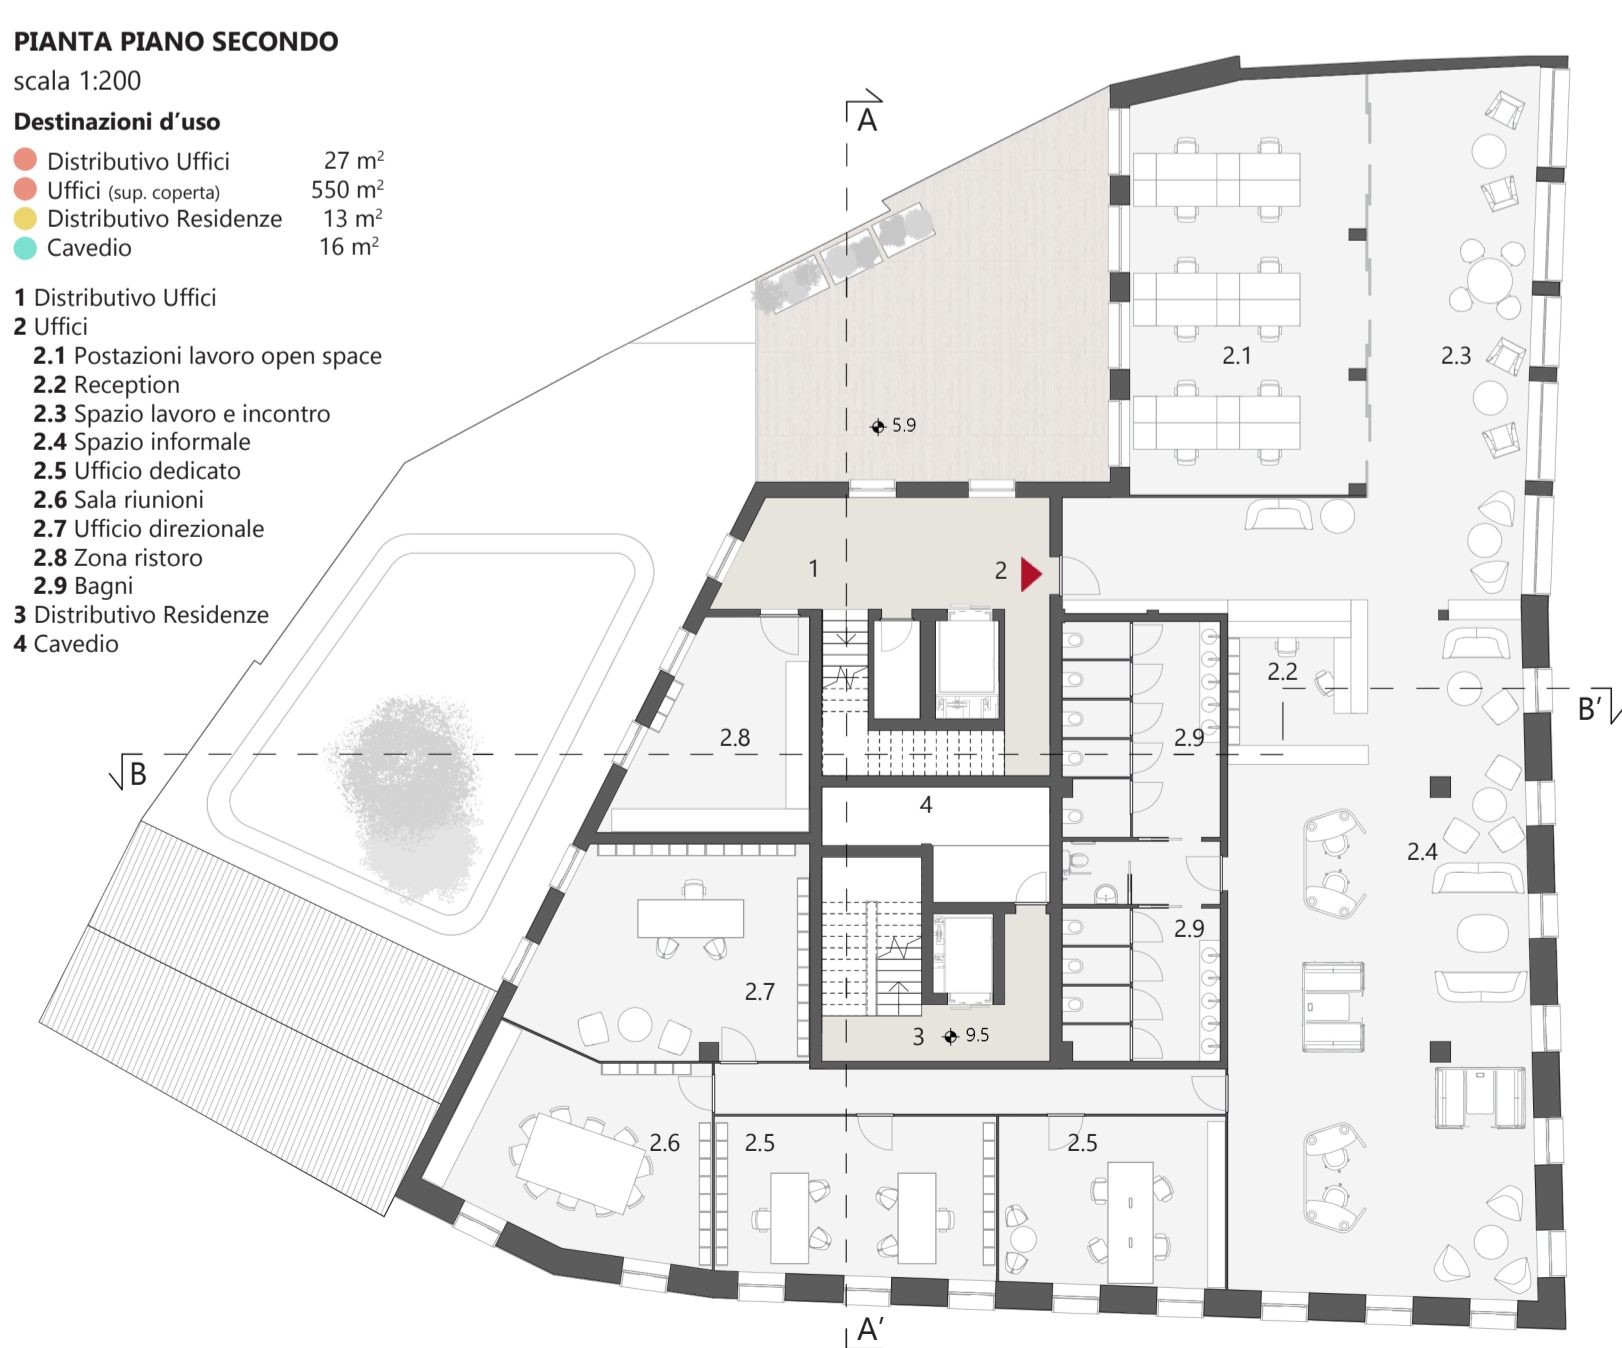 PIANTA PIANO SECONDO
scala 1:200
Destinazioni d’uso
Distributivo Uffici 27 m²
Uffici (sup. coperta) 550 m²
Distributivo Residenze 13 m²
Cavedio 16 m²
1 Distributivo Uffici
2 Uffici
2.1 Postazioni lavoro open space
2.2 Reception
2.3 Spazio lavoro e incontro
2.4 Spazio informale
2.5 Ufficio dedicato
2.6 Sala riunioni
2.7 Ufficio direzionale
2.8 Zona ristoro
2.9 Bagni
3 Distributivo Residenze
4 Cavedio
A
2.1
2.3
5.9
1
2
2.2
B’
2.8
2.9
B
4
2.4
2.9
2.7
3
9.5
2.6
2.5
2.5
A’